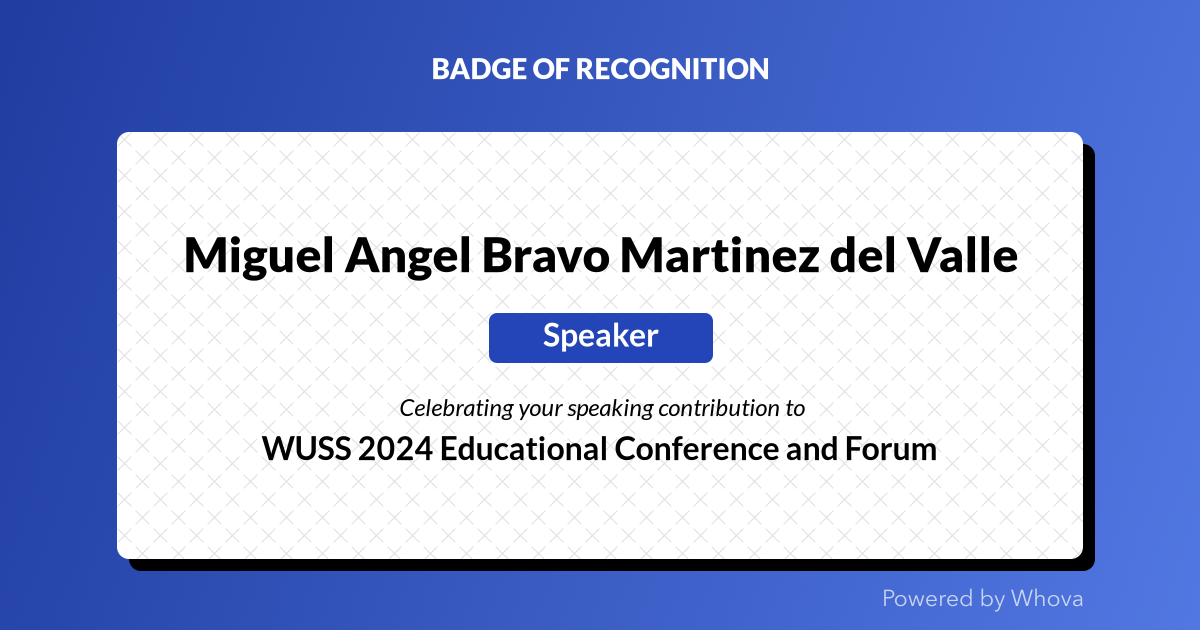 BADGE OF RECOGNITION
Miguel Angel Bravo Martinez del Valle
Speaker
Celebrating your speaking contribution to
WUSS 2024 Educational Conference and Forum
Powered by Whova